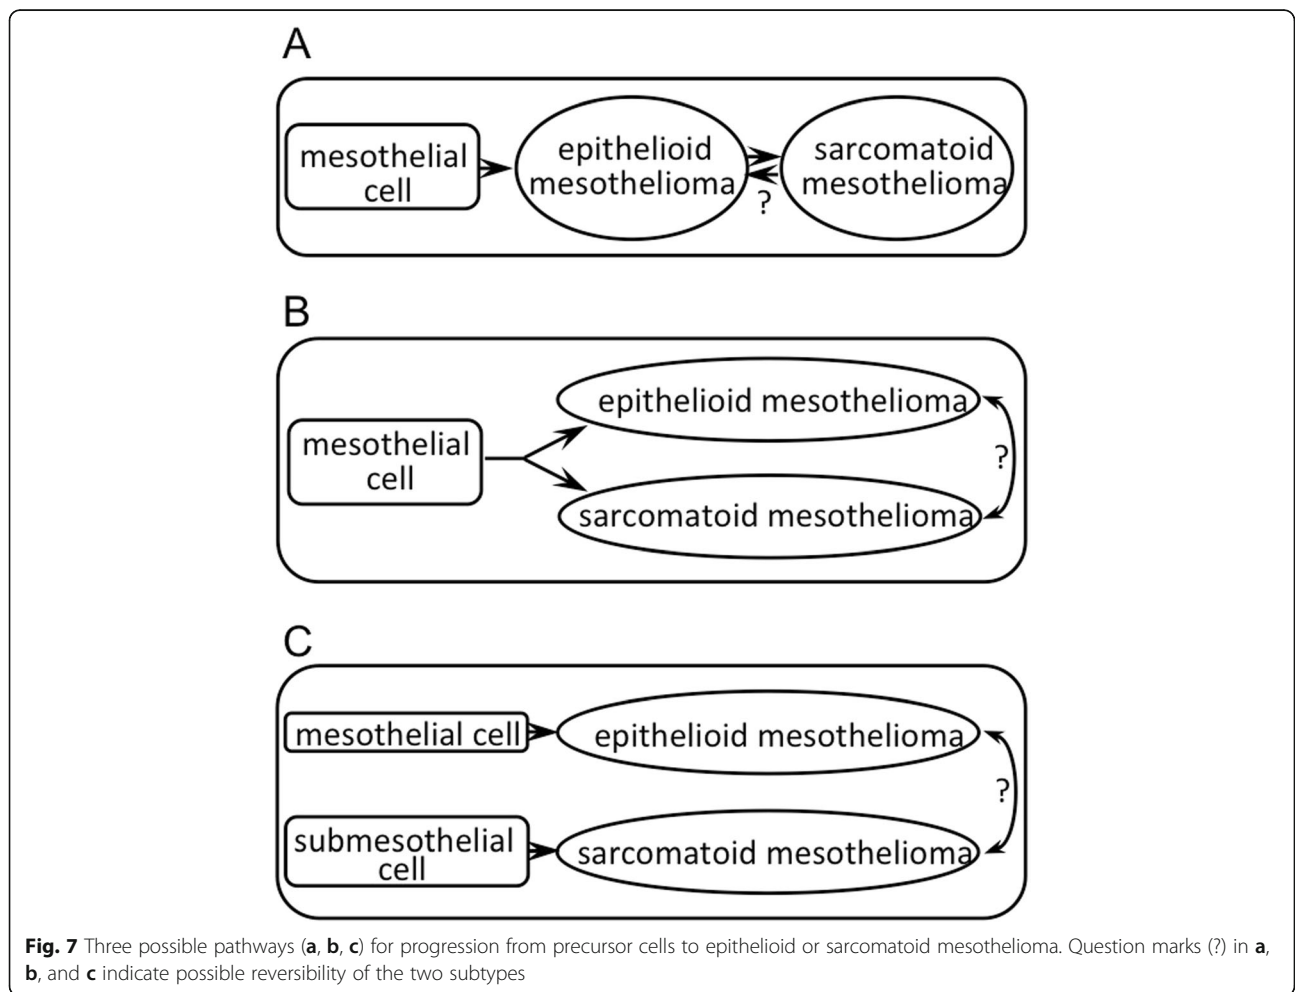 A
mesothelial
cell
epithelioid
mesothelioma
?
sarcomatoid
mesothelioma
B
mesothelial
cell
epithelioid mesothelioma
?
sarcomatoid mesothelioma
C
mesothelial cell
epithelioid mesothelioma
?
submesothelial
cell
sarcomatoid mesothelioma
Fig. 7 Three possible pathways (a, b, c) for progression from precursor cells to epithelioid or sarcomatoid mesothelioma. Question marks (?) in a,
b, and c indicate possible reversibility of the two subtypes